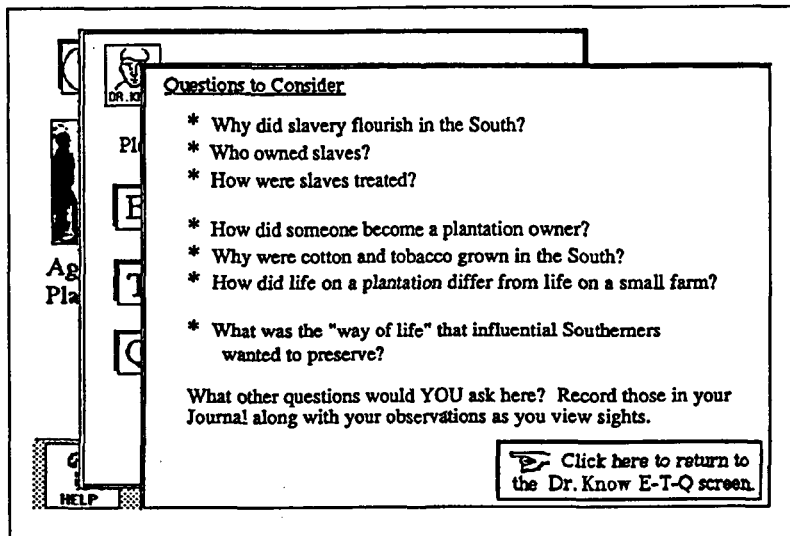 Questions to Consider
* Why did slavery flourish in the South?
* Who owned slaves?
* How were slaves treated?
* How did someone become a plantation owner?
* Why were cotton and tobacco grown in the South?
* How did life on a plantation differ from life on a small farm?
* What was the "way of life" that influential Southerners
wanted to preserve?
What other questions would YOU ask here? Record those in your
Journal along with your observations as you view sights.
Click here to return to
the Dr. Know E-T-Q screen.
DR.
HELP